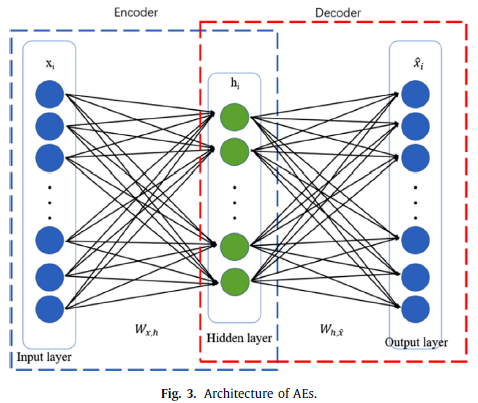 Encoder
Decoder
xᵢ
hᵢ
x̂ᵢ
Wₓ,ₕ
Wₕ,ₓ̂
Input layer
Hidden layer
Output layer
Fig. 3. Architecture of AEs.